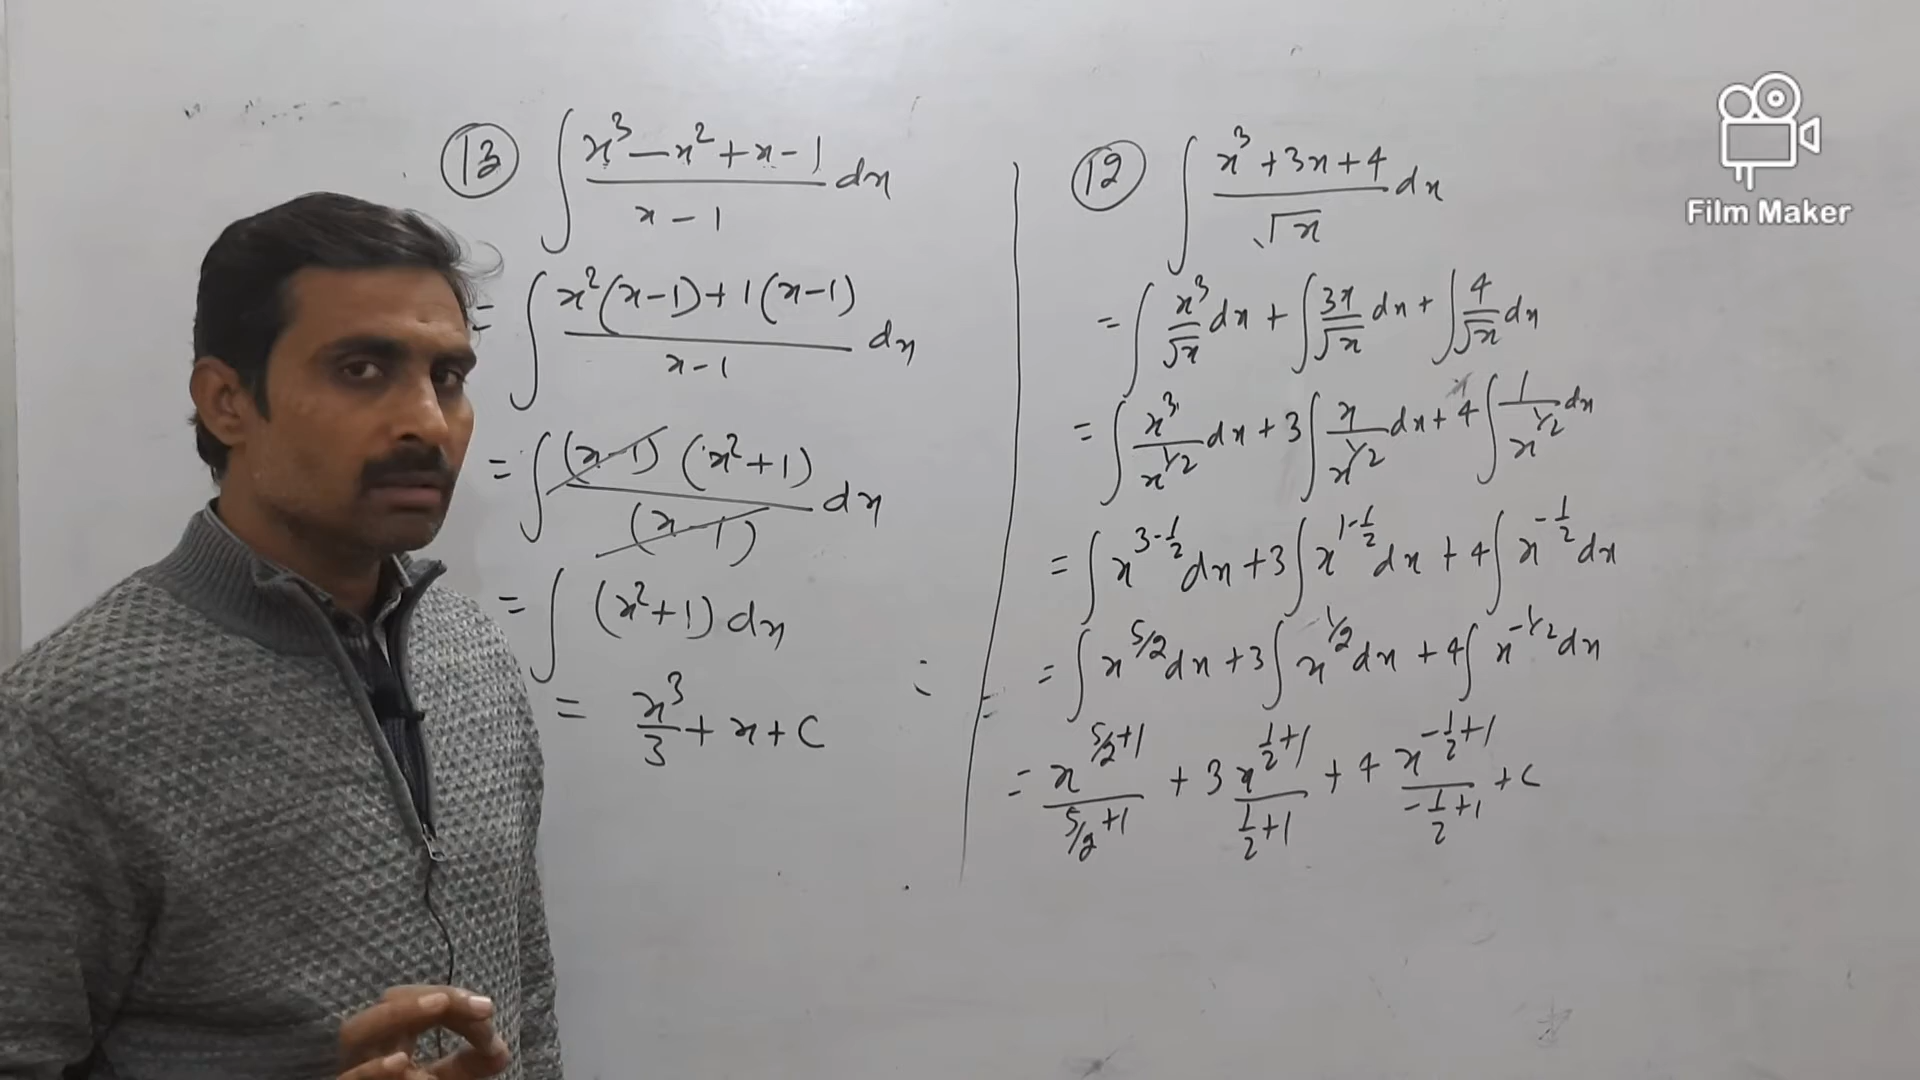 (13) ∫ (x³ − x² + x − 1)/(x − 1) dx
= ∫ (x²(x−1) + 1(x−1))/(x−1) dx
= ∫ ((x−1)(x²+1))/(x−1) dx
= ∫ (x²+1) dx
= x³/3 + x + c
(12) ∫ (x³ + 3x + 4)/√x dx
= ∫ x³/√x dx + ∫ 3x/√x dx + ∫ 4/√x dx
= ∫ x³/x^(1/2) dx + 3∫ x/x^(1/2) dx + 4∫ 1/x^(1/2) dx
= ∫ x^(3−1/2) dx + 3∫ x^(1−1/2) dx + 4∫ x^(−1/2) dx
= ∫ x^(5/2) dx + 3∫ x^(1/2) dx + 4∫ x^(−1/2) dx
= x^(5/2+1)/(5/2+1) + 3 x^(1/2+1)/(1/2+1) + 4 x^(−1/2+1)/(−1/2+1) + c
Film Maker